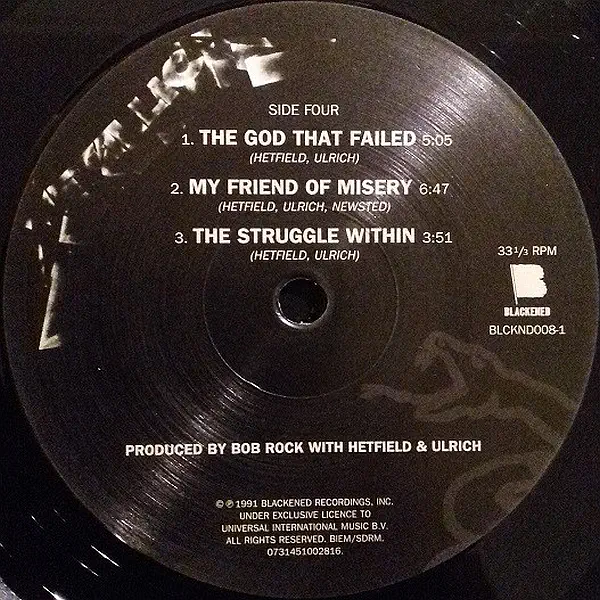 METALLICA
SIDE FOUR
1. THE GOD THAT FAILED 5:05
(HETFIELD, ULRICH)
2. MY FRIEND OF MISERY 6:47
(HETFIELD, ULRICH, NEWSTED)
3. THE STRUGGLE WITHIN 3:51
(HETFIELD, ULRICH)
33 1/3 RPM
B
BLACKENED
BLCKND008-1
PRODUCED BY BOB ROCK WITH HETFIELD & ULRICH
© ℗ 1991 BLACKENED RECORDINGS, INC.
UNDER EXCLUSIVE LICENCE TO
UNIVERSAL INTERNATIONAL MUSIC B.V.
ALL RIGHTS RESERVED. BIEM/SDRM.
0731451002816.